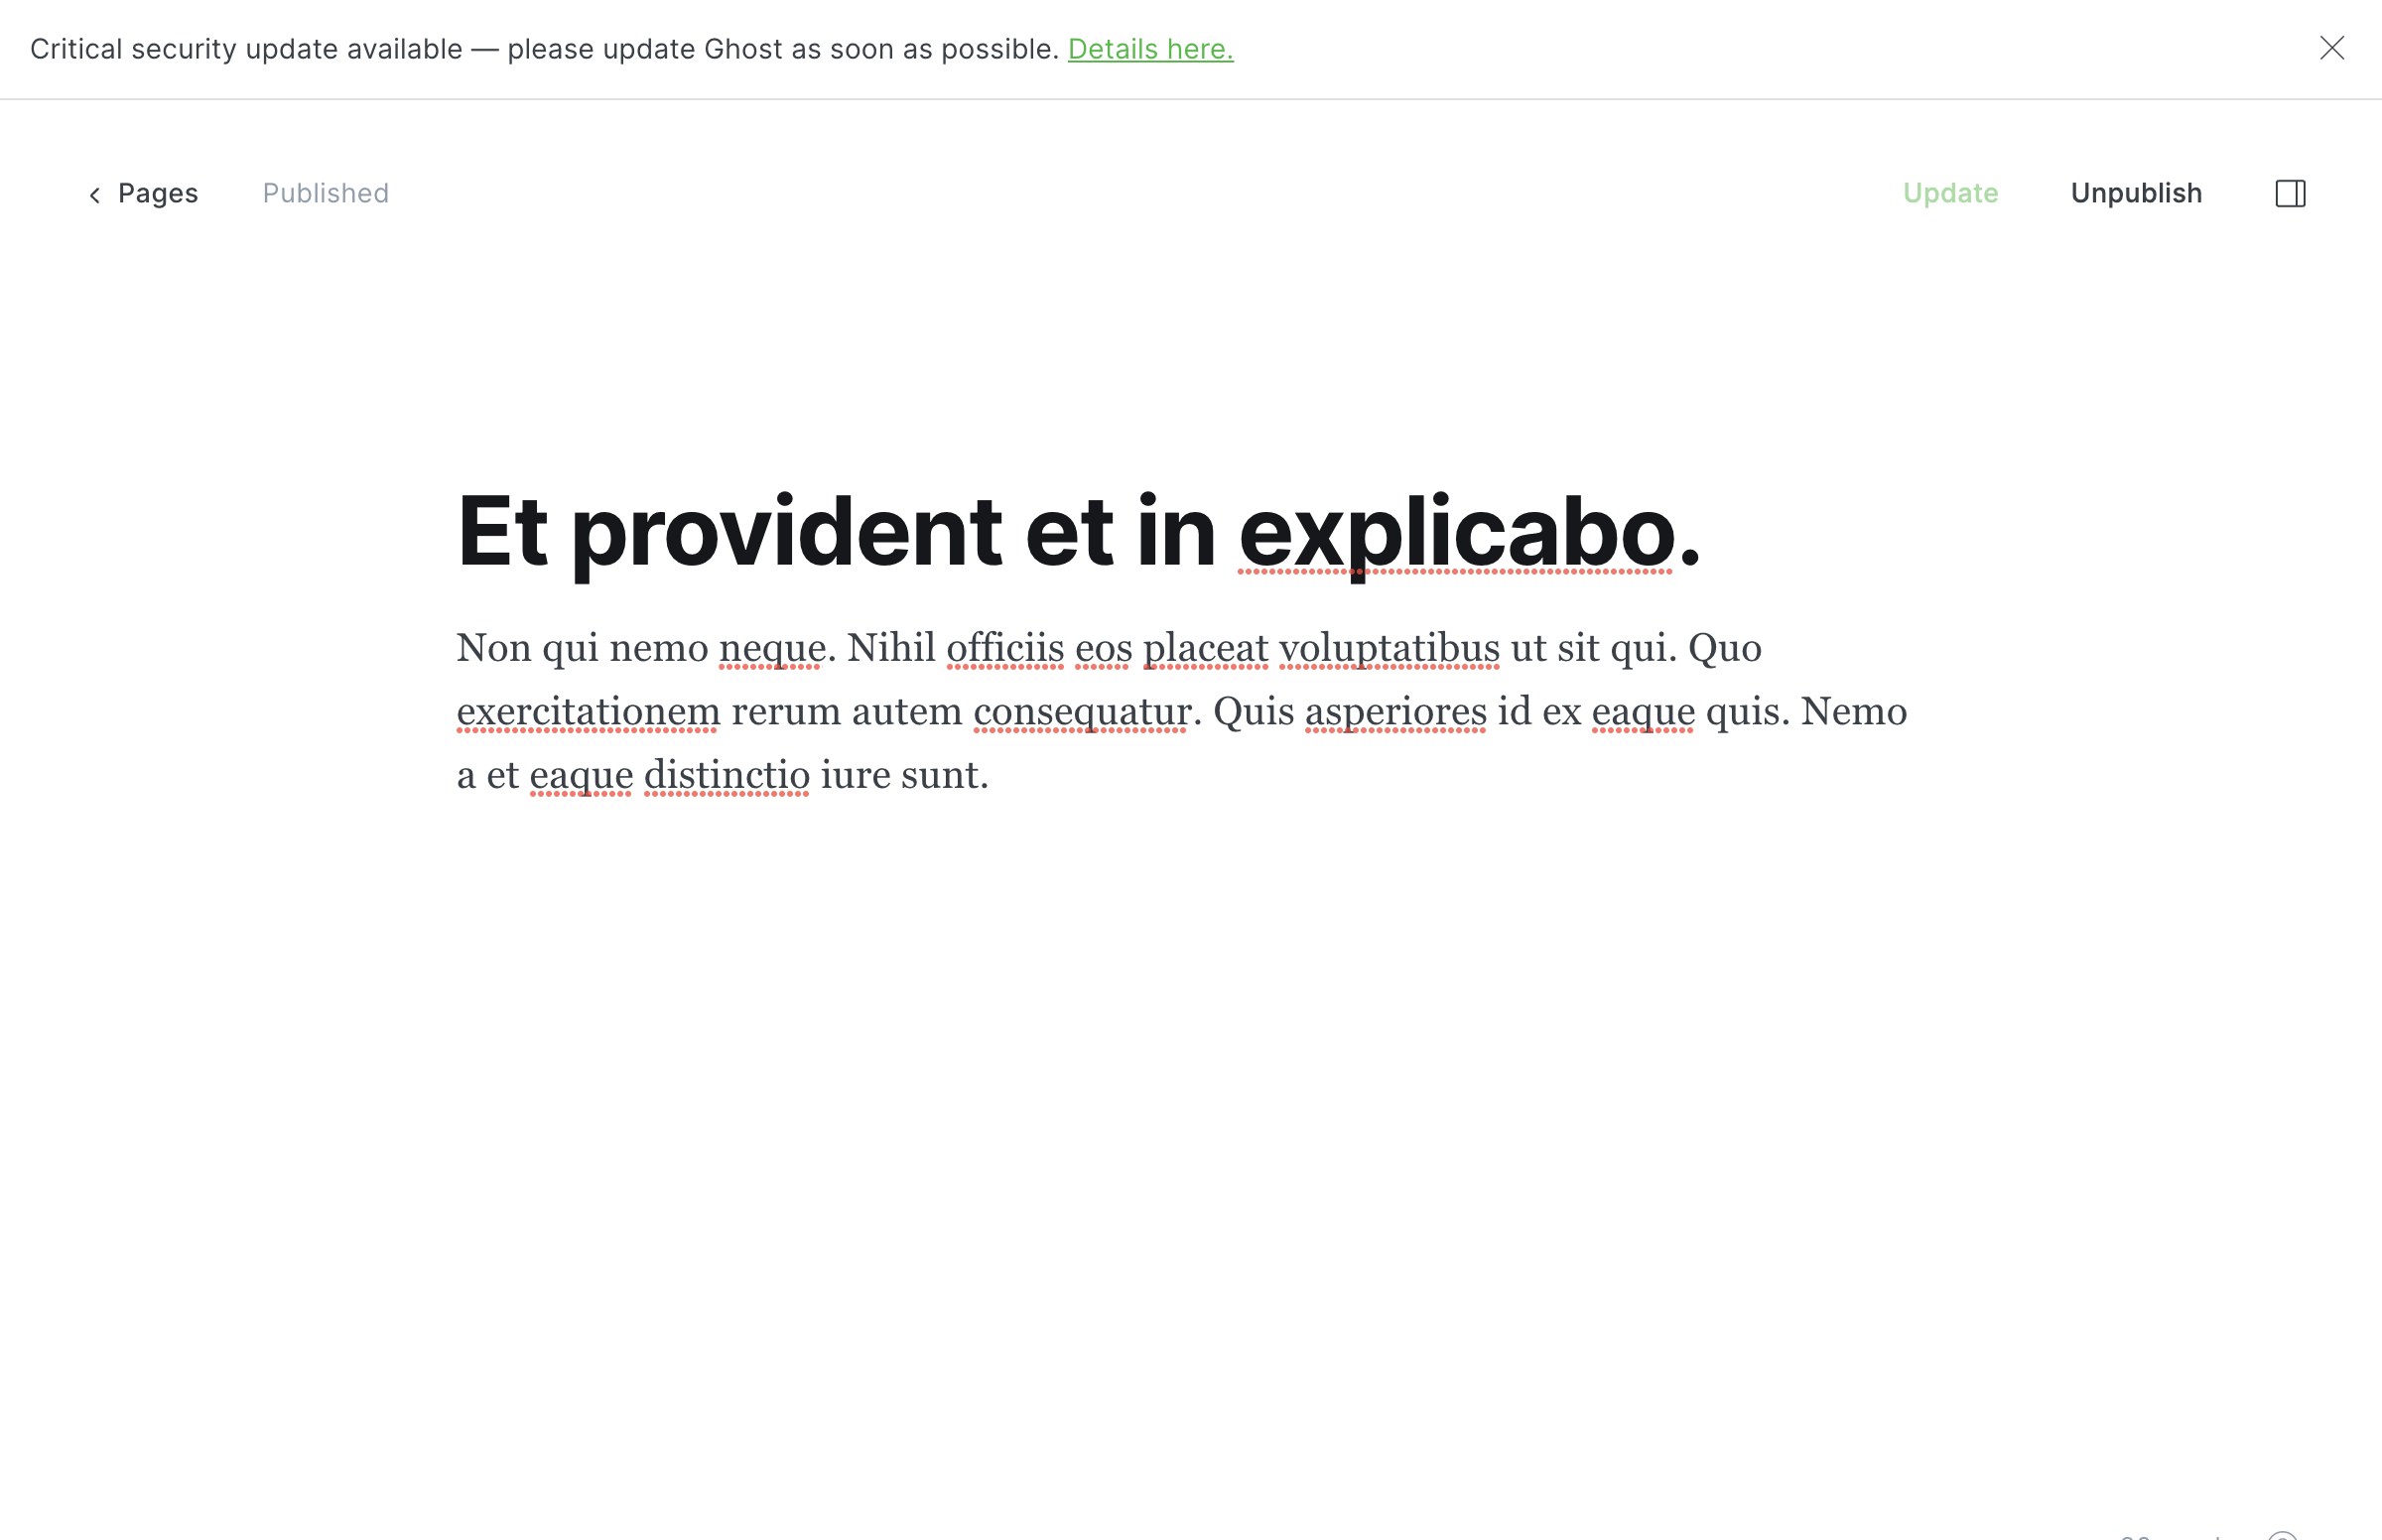 Critical security update available — please update Ghost as soon as possible. Details here.
Pages Published Update Unpublish
Et provident et in explicabo.
Non qui nemo neque. Nihil officiis eos placeat voluptatibus ut sit qui. Quo
exercitationem rerum autem consequatur. Quis asperiores id ex eaque quis. Nemo
a et eaque distinctio iure sunt.